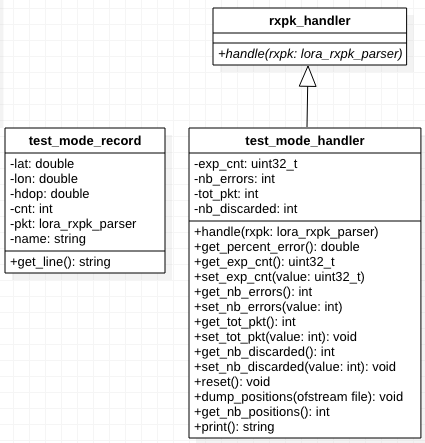 rxpk_handler
+handle(rxpk: lora_rxpk_parser)
test_mode_record
-lat: double
-lon: double
-hdop: double
-cnt: int
-pkt: lora_rxpk_parser
-name: string
+get_line(): string
test_mode_handler
-exp_cnt: uint32_t
-nb_errors: int
-tot_pkt: int
-nb_discarded: int
+handle(rxpk: lora_rxpk_parser)
+get_percent_error(): double
+get_exp_cnt(): uint32_t
+set_exp_cnt(value: uint32_t)
+get_nb_errors(): int
+set_nb_errors(value: int)
+get_tot_pkt(): int
+set_tot_pkt(value: int): void
+get_nb_discarded(): int
+set_nb_discarded(value: int): void
+reset(): void
+dump_positions(ofstream file): void
+get_nb_positions(): int
+print(): string